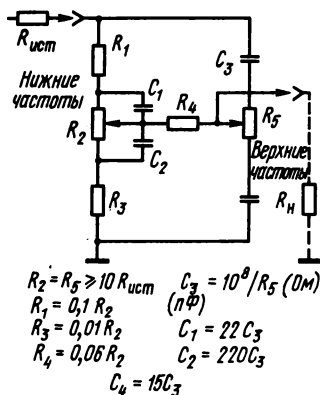 Rист
R1
C3
Нижние
частоты
C1
R2
R4
R5
C2
Верхние
частоты
R3
Rн
R2 = R5 ⩾ 10 Rист
C3 = 10^8/R5 (Ом)
(пФ)
R1 = 0,1 R2
R3 = 0,01 R2
C1 = 22C3
R4 = 0,06 R2
C2 = 220C3
C4 = 15C3